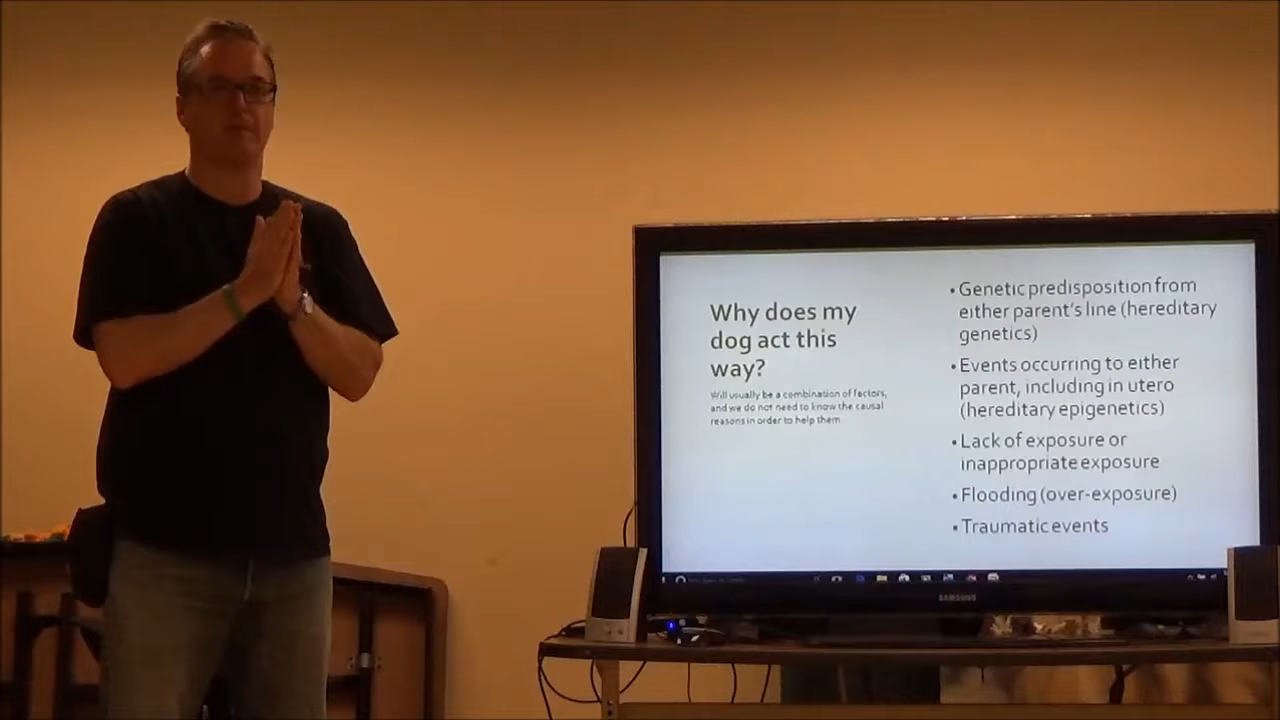 Why does my
dog act this
way?
Will usually be a combination of factors,
and we do not need to know the causal
reasons in order to help them.
• Genetic predisposition from
either parent's line (hereditary
genetics)
• Events occurring to either
parent, including in utero
(hereditary epigenetics)
• Lack of exposure or
inappropriate exposure
• Flooding (over-exposure)
• Traumatic events
SAMSUNG